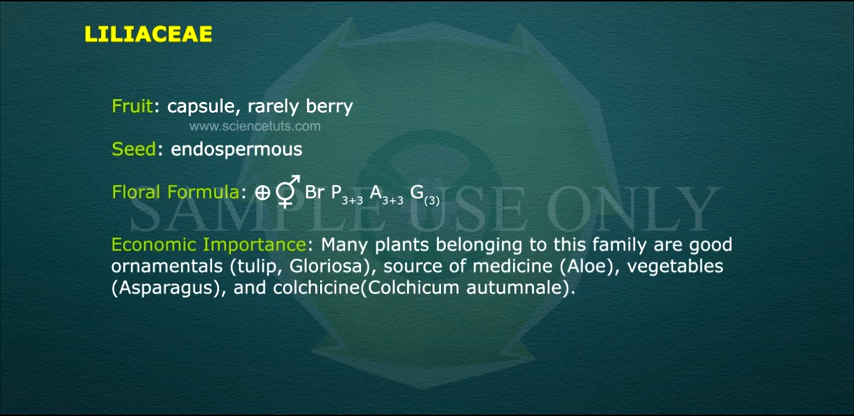 LILIACEAE
Fruit: capsule, rarely berry
www.sciencetuts.com
Seed: endospermous
Floral Formula: ⊕ ⚥ Br P₃₊₃ A₃₊₃ G₍₃₎
SAMPLE USE ONLY
Economic Importance: Many plants belonging to this family are good
ornamentals (tulip, Gloriosa), source of medicine (Aloe), vegetables
(Asparagus), and colchicine(Colchicum autumnale).